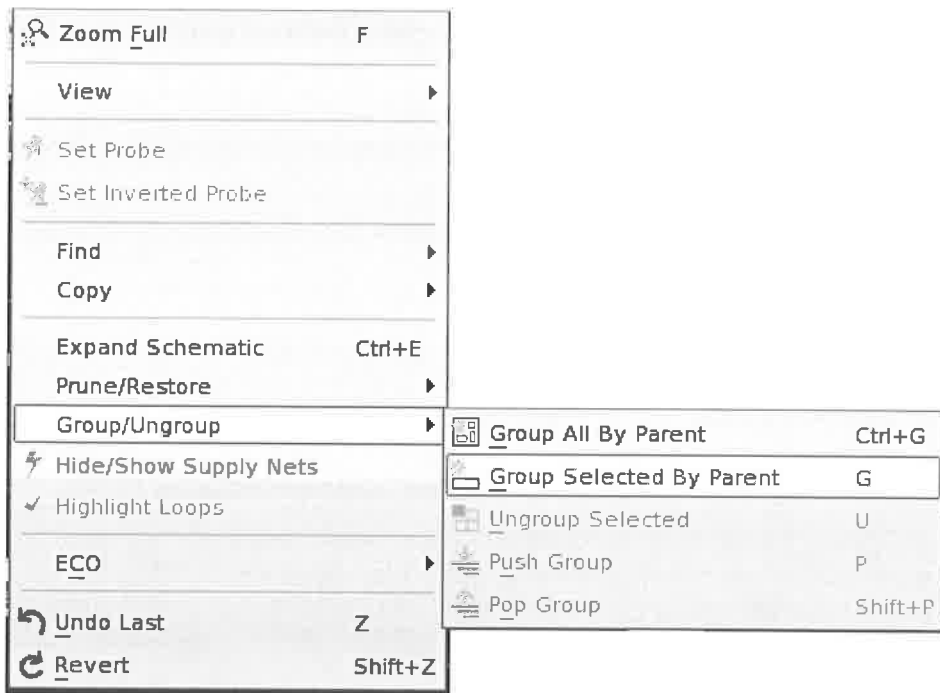 Zoom Full F
View
Set Probe
Set Inverted Probe
Find
Copy
Expand Schematic Ctrl+E
Prune/Restore
Group/Ungroup
Hide/Show Supply Nets
Highlight Loops
ECO
Undo Last Z
Revert Shift+Z
Group All By Parent Ctrl+G
Group Selected By Parent G
Ungroup Selected U
Push Group P
Pop Group Shift+P